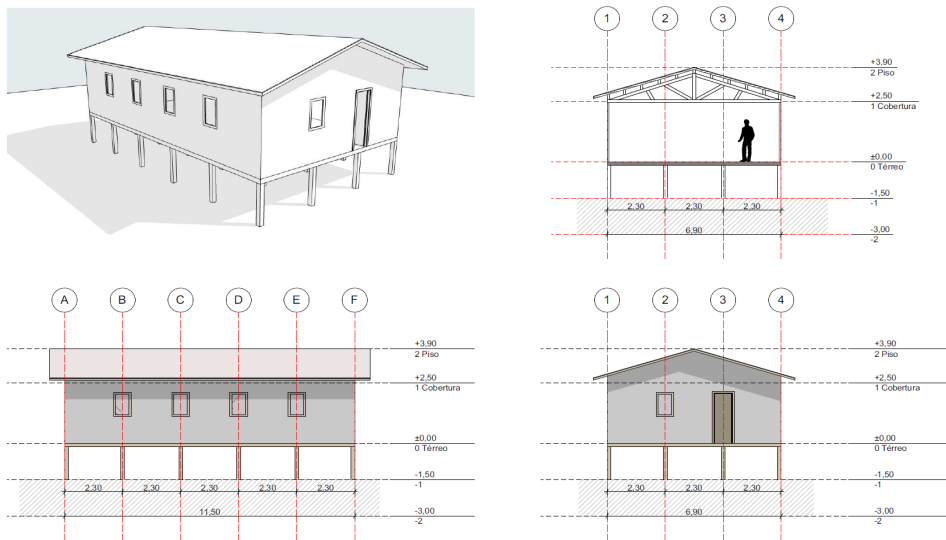 1 2 3 4
+3,90
2 Piso
+2,50
1 Cobertura
±0,00
0 Térreo
-1,50
-1
2,30 2,30 2,30
6,90
-3,00
-2
A B C D E F
+3,90
2 Piso
+2,50
1 Cobertura
±0,00
0 Térreo
-1,50
-1
2,30 2,30 2,30 2,30 2,30
11,50
-3,00
-2
1 2 3 4
+3,90
2 Piso
+2,50
1 Cobertura
±0,00
0 Térreo
-1,50
-1
2,30 2,30 2,30
6,90
-3,00
-2